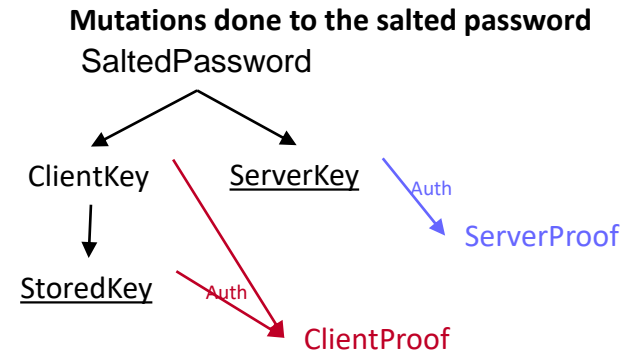 Mutations done to the salted password
SaltedPassword
ClientKey
ServerKey
Auth
ServerProof
StoredKey
Auth
ClientProof